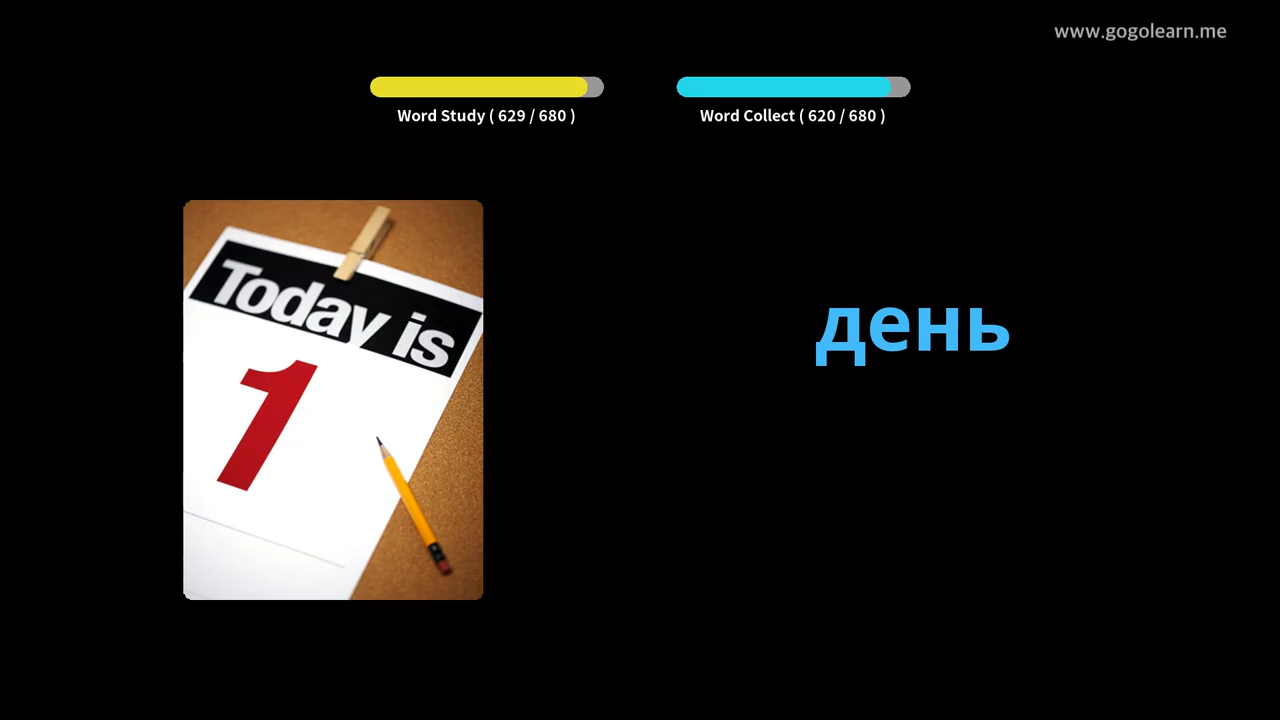 www.gogolearn.me
Word Study ( 629 / 680 )
Word Collect ( 620 / 680 )
Today is
1
день